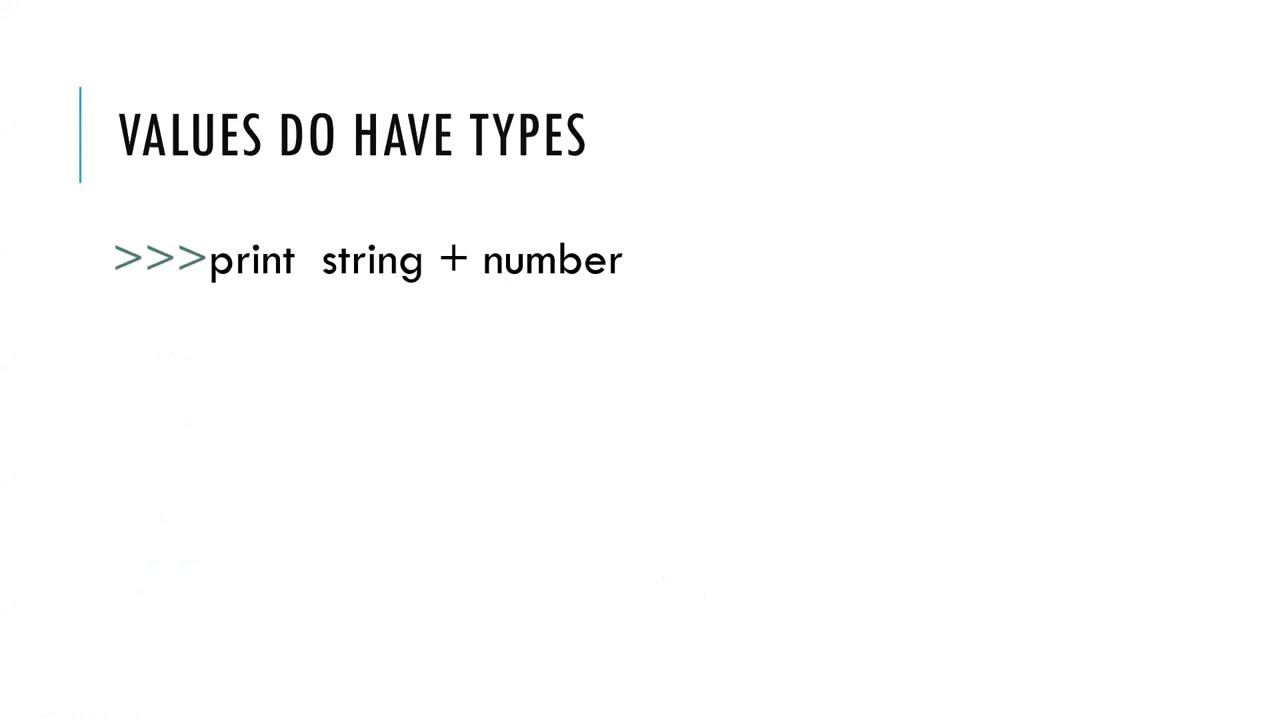 VALUES DO HAVE TYPES
>>>print  string + number